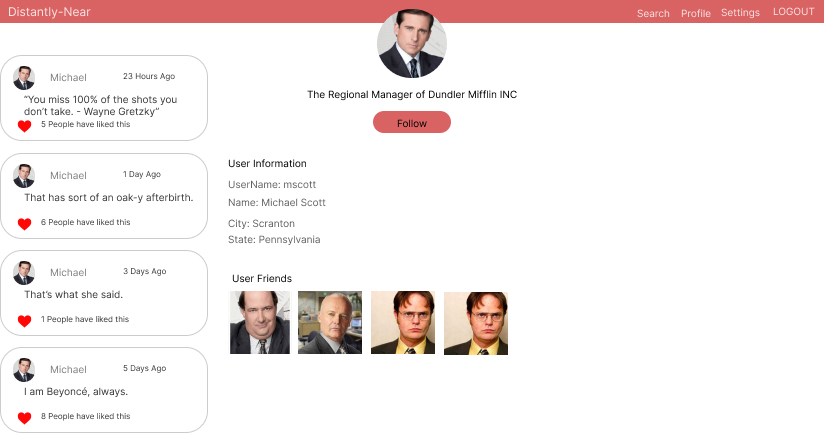 Distantly-Near
Search
Profile
Settings
LOGOUT
The Regional Manager of Dundler Mifflin INC
Follow
Michael
23 Hours Ago
“You miss 100% of the shots you
don’t take. - Wayne Gretzky”
5 People have liked this
Michael
1 Day Ago
That has sort of an oak-y afterbirth.
6 People have liked this
Michael
3 Days Ago
That’s what she said.
1 People have liked this
Michael
5 Days Ago
I am Beyoncé, always.
8 People have liked this
User Information
UserName: mscott
Name: Michael Scott
City: Scranton
State: Pennsylvania
User Friends